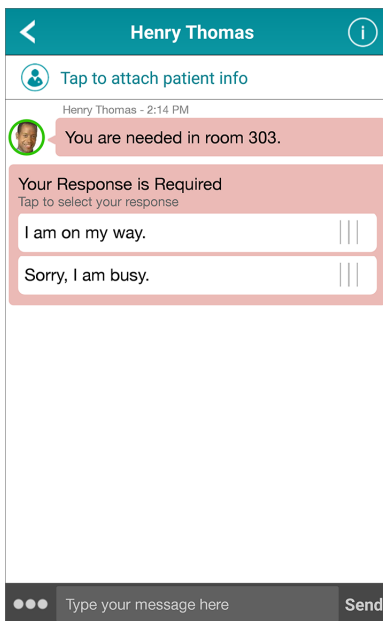 Henry Thomas
i
Tap to attach patient info
Henry Thomas - 2:14 PM
You are needed in room 303.
Your Response is Required
Tap to select your response
I am on my way.
Sorry, I am busy.
Type your message here
Send